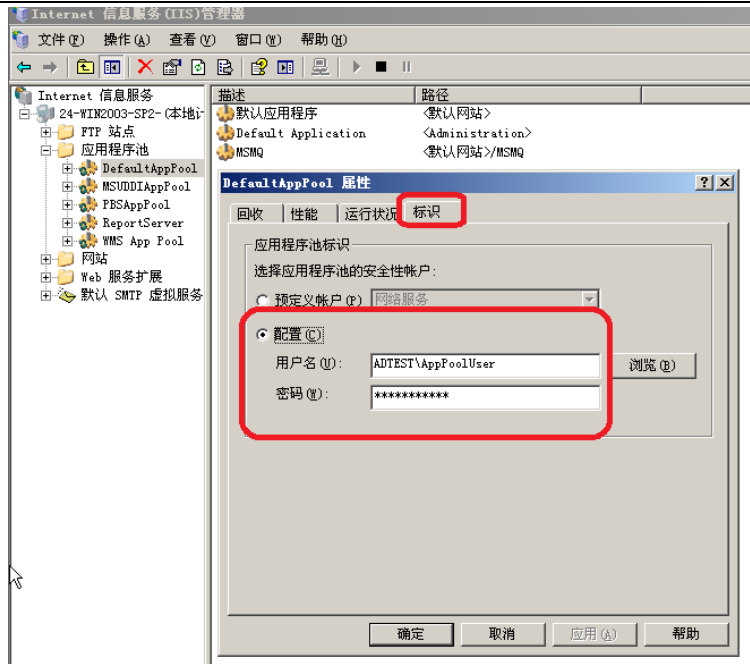 Internet 信息服务(IIS)管理器
文件(F) 操作(A) 查看(V) 窗口(W) 帮助(H)
Internet 信息服务
24-WIN2003-SP2-(本地计
FTP 站点
应用程序池
DefaultAppPool
MSUDDIAppPool
PBSAppPool
ReportServer
WMS App Pool
网站
Web 服务扩展
默认 SMTP 虚拟服务
描述 路径
默认应用程序 <默认网站>
Default Application <Administration>
MSMQ <默认网站>/MSMQ
DefaultAppPool 属性
回收 性能 运行状况 标识
应用程序池标识
选择应用程序池的安全性帐户:
预定义帐户(P) 网络服务
配置(C)
用户名(U): ADTEST\AppPoolUser 浏览(B)
密码(W): ***********
确定 取消 应用(A) 帮助